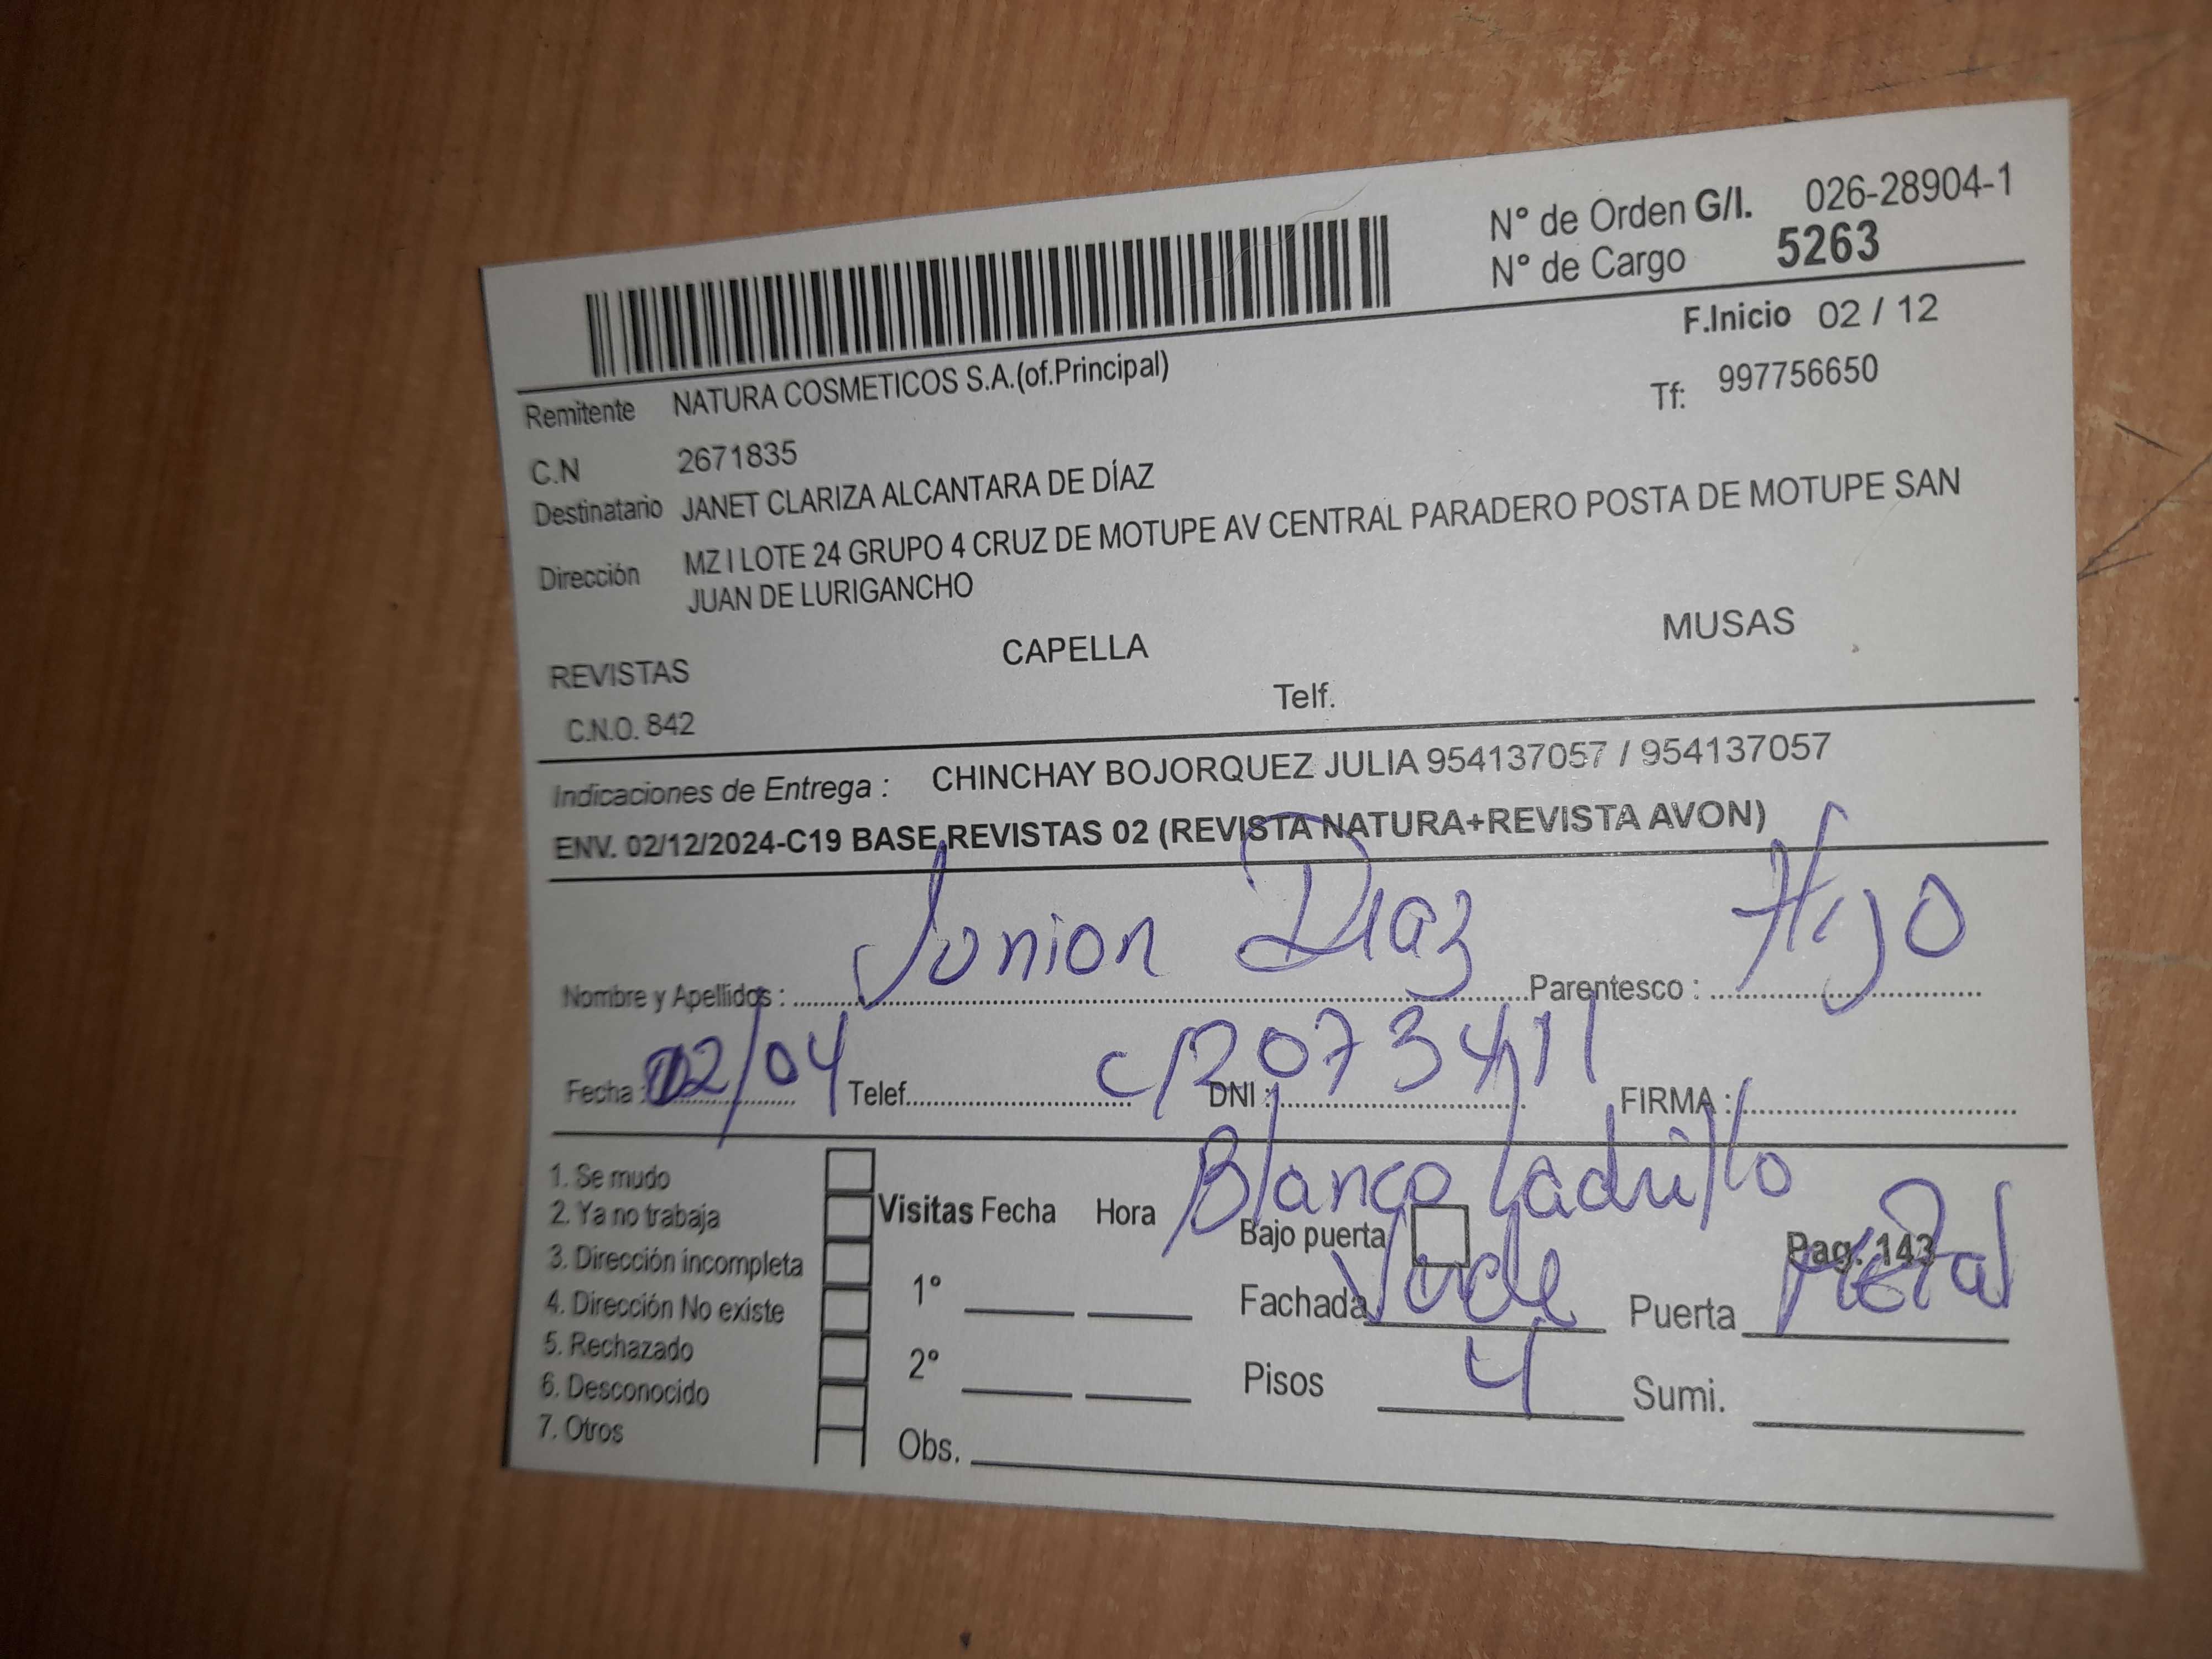 N° de Orden G/I. 026-28904-1
N° de Cargo 5263
F.Inicio 02 / 12
Remitente NATURA COSMETICOS S.A.(of.Principal)
Tf: 997756650
C.N 2671835
Destinatario JANET CLARIZA ALCANTARA DE DÍAZ
Dirección MZ I LOTE 24 GRUPO 4 CRUZ DE MOTUPE AV CENTRAL PARADERO POSTA DE MOTUPE SAN
JUAN DE LURIGANCHO
REVISTAS CAPELLA MUSAS
C.N.O. 842 Telf.
Indicaciones de Entrega : CHINCHAY BOJORQUEZ JULIA 954137057 / 954137057
ENV. 02/12/2024-C19 BASE REVISTAS 02 (REVISTA NATURA+REVISTA AVON)
Nombre y Apellidos : Junior Diaz Parentesco : Hijo
Fecha : 02/04 Telef. DNI : FIRMA :
1. Se mudo
2. Ya no trabaja
3. Dirección incompleta
4. Dirección No existe
5. Rechazado
6. Desconocido
7. Otros
Visitas Fecha Hora
1°
2°
Obs.
Blanco ladrillo
Bajo puerta Pag. 143
Fachada Verde Puerta Metal
Pisos 4 Sumi.